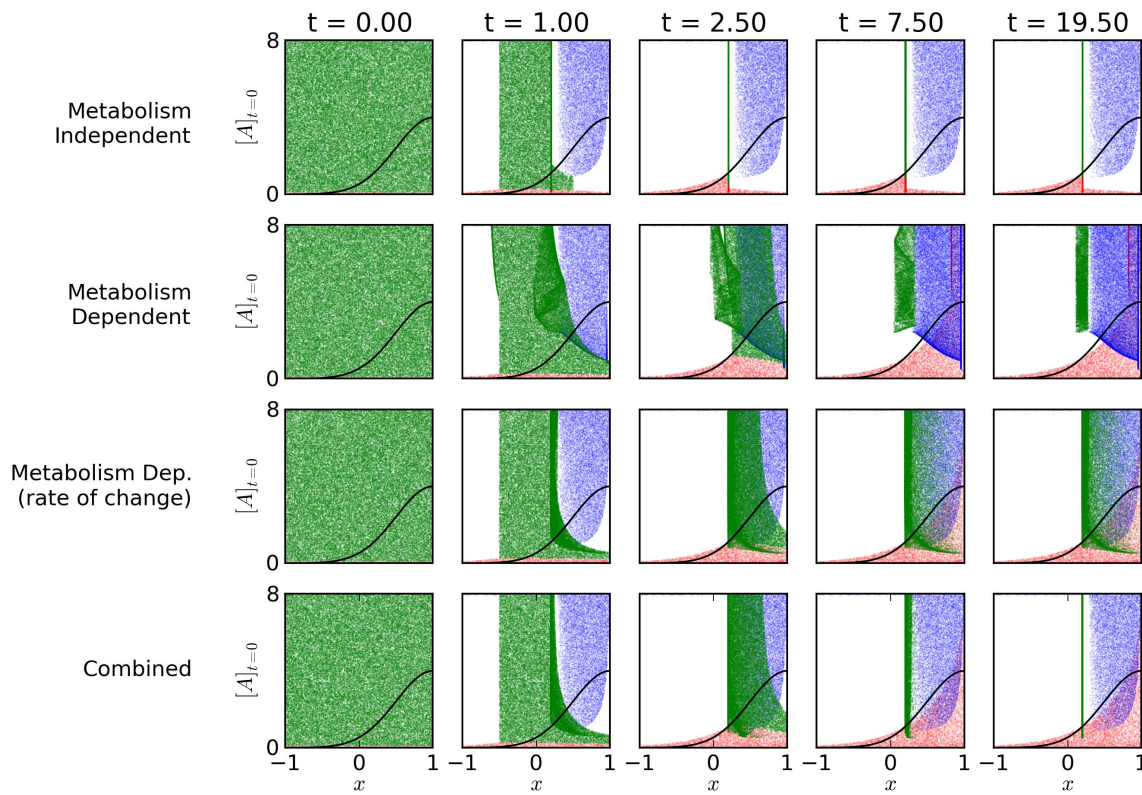 t = 0.00 t = 1.00 t = 2.50 t = 7.50 t = 19.50
8
Metabolism
Independent
[A]t=0
0
8
Metabolism
Dependent
[A]t=0
0
8
Metabolism Dep.
(rate of change)
[A]t=0
0
8
Combined
[A]t=0
0
−1 0 1 −1 0 1 −1 0 1 −1 0 1 −1 0 1
x x x x x